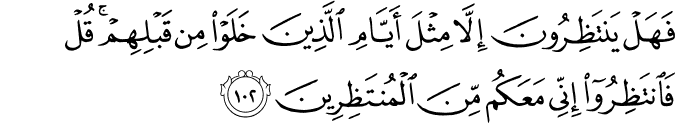 فَهَلْ يَنتَظِرُونَ إِلَّا مِثْلَ أَيَّامِ ٱلَّذِينَ خَلَوْا۟ مِن قَبْلِهِمْ ۚ قُلْ
فَٱنتَظِرُوٓا۟ إِنِّى مَعَكُم مِّنَ ٱلْمُنتَظِرِينَ ١٠٢